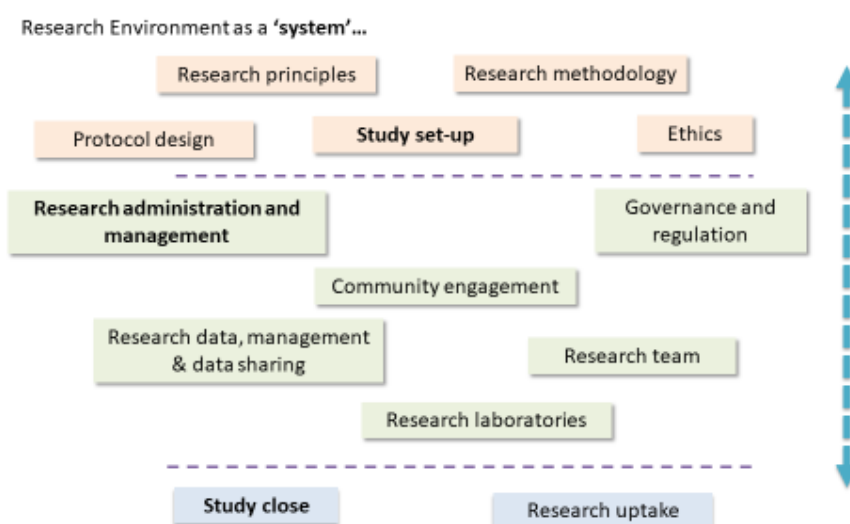 Research Environment as a 'system'...
Research principles
Research methodology
Protocol design
Study set-up
Ethics
Research administration and
management
Governance and
regulation
Community engagement
Research data, management
& data sharing
Research team
Research laboratories
Study close
Research uptake